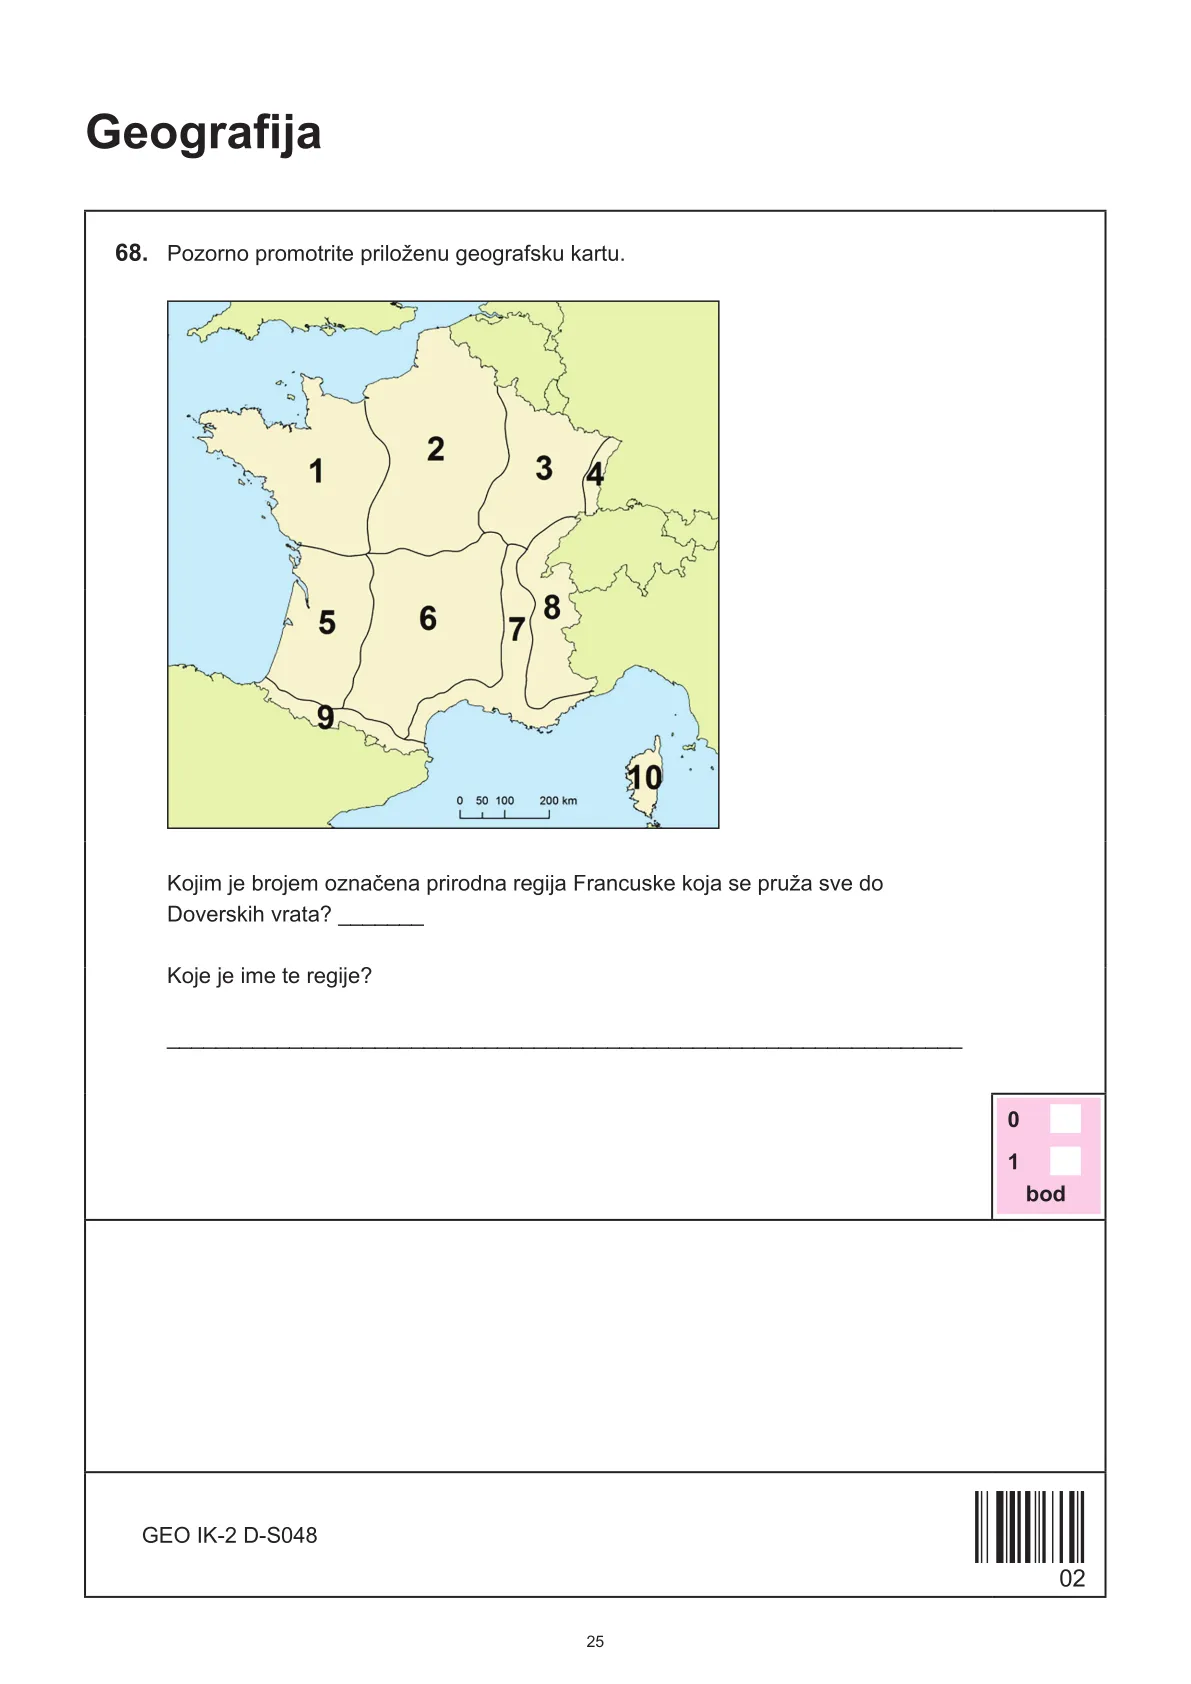 Geografija
68. Pozorno promotrite priloženu geografsku kartu.
1
2
3
4
5
6
7
8
9
10
0 50 100 200 km
Kojim je brojem označena prirodna regija Francuske koja se pruža sve do
Doverskih vrata? _______
Koje je ime te regije?
0
1
bod
GEO IK-2 D-S048
02
25